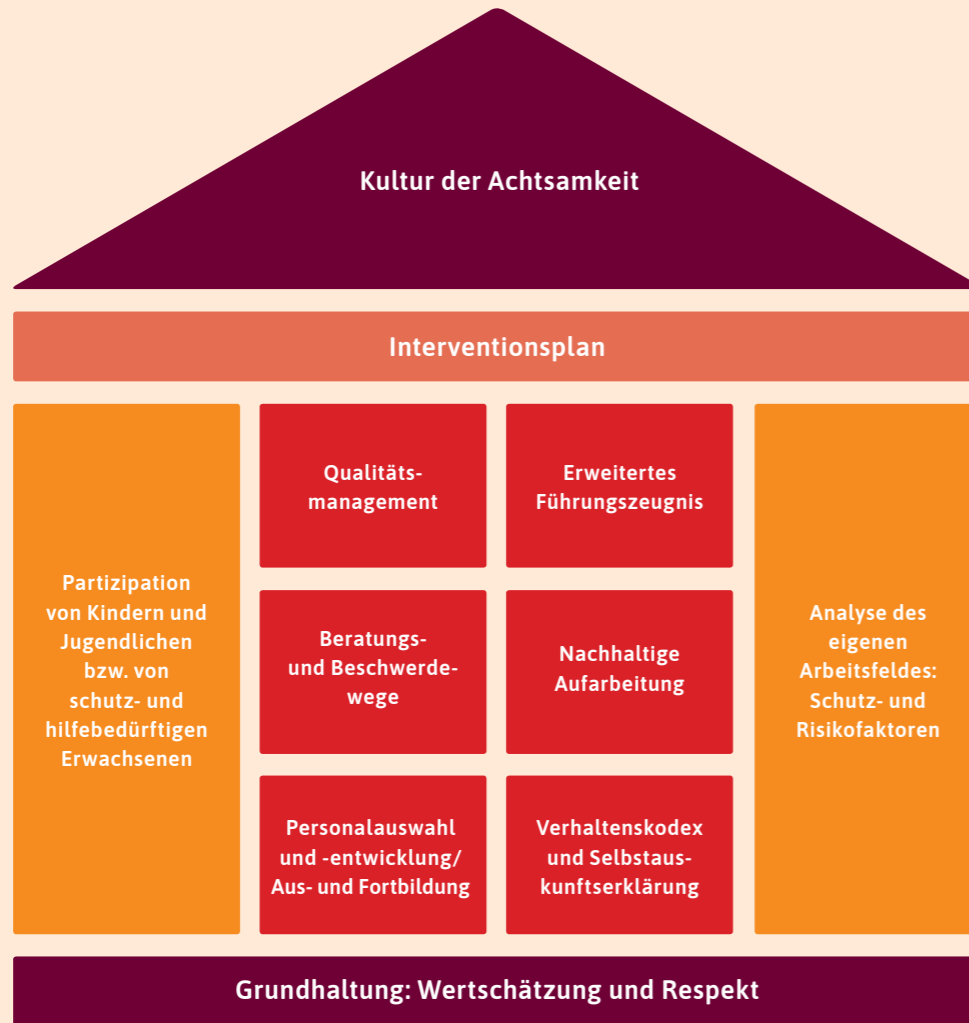 Kultur der Achtsamkeit
Interventionsplan
Partizipation
von Kindern und
Jugendlichen
bzw. von
schutz- und
hilfebedürftigen
Erwachsenen
Qualitäts-
management
Erweitertes
Führungszeugnis
Beratungs-
und Beschwerde-
wege
Nachhaltige
Aufarbeitung
Personalauswahl
und -entwicklung/
Aus- und Fortbildung
Verhaltenskodex
und Selbstaus-
kunftserklärung
Analyse des
eigenen
Arbeitsfeldes:
Schutz- und
Risikofaktoren
Grundhaltung: Wertschätzung und Respekt